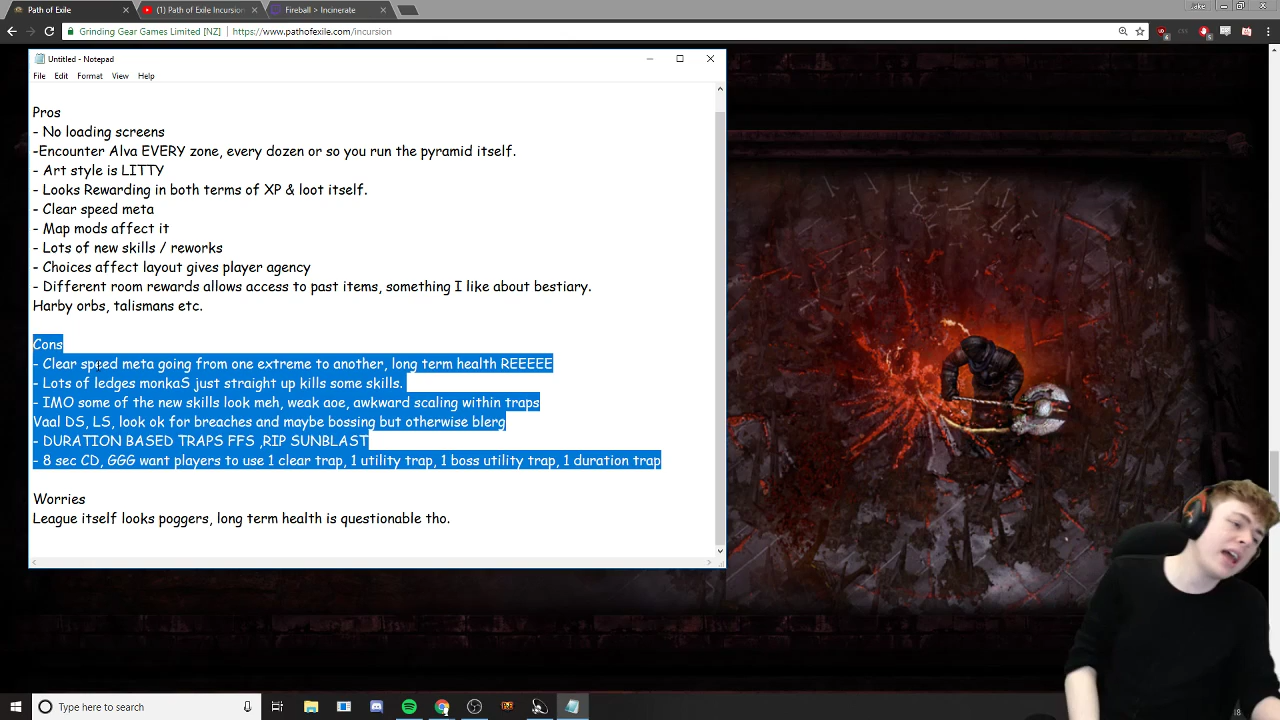 Path of Exile
(1) Path of Exile Incursion
Fireball > Incinerate
Jake
Grinding Gear Games Limited [NZ] | https://www.pathofexile.com/incursion
Untitled - Notepad
File Edit Format View Help
Pros
- No loading screens
-Encounter Alva EVERY zone, every dozen or so you run the pyramid itself.
- Art style is LITTY
- Looks Rewarding in both terms of XP & loot itself.
- Clear speed meta
- Map mods affect it
- Lots of new skills / reworks
- Choices affect layout gives player agency
- Different room rewards allows access to past items, something I like about bestiary.
Harby orbs, talismans etc.
Cons
- Clear speed meta going from one extreme to another, long term health REEEEE
- Lots of ledges monkaS just straight up kills some skills.
- IMO some of the new skills look meh, weak aoe, awkward scaling within traps
Vaal DS, LS, look ok for breaches and maybe bossing but otherwise blerg
- DURATION BASED TRAPS FFS ,RIP SUNBLAST
- 8 sec CD, GGG want players to use 1 clear trap, 1 utility trap, 1 boss utility trap, 1 duration trap
Worries
League itself looks poggers, long term health is questionable tho.
Type here to search